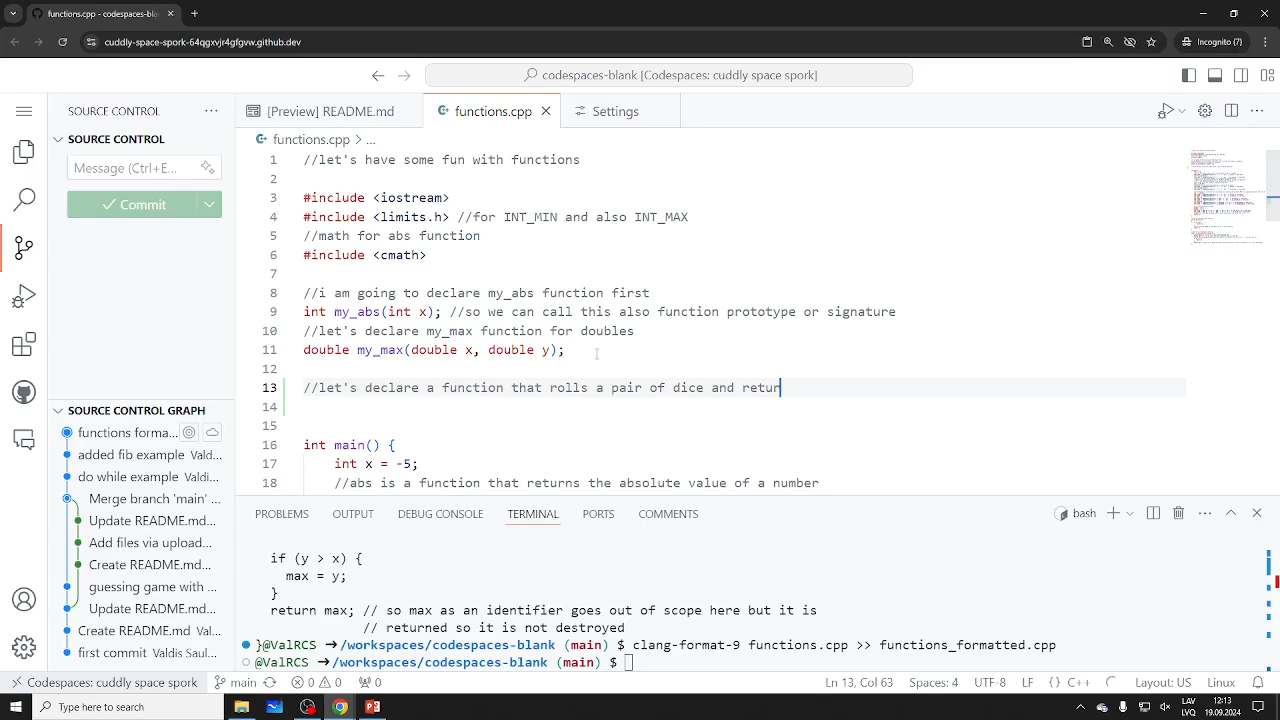 functions.cpp - codespaces-bl
cuddly-space-spork-64qgxvjr4gfgvw.github.dev
Incognito (7)
codespaces-blank [Codespaces: cuddly space spork]
SOURCE CONTROL
[Preview] README.md
functions.cpp
Settings
SOURCE CONTROL
functions.cpp > ...
Message (Ctrl+E...
Commit
1 //let's have some fun with functions
2
3 #include <iostream>
4 #include <limits.h> //for INT_MIN and also INT_MAX
5 //math for abs function
6 #include <cmath>
7
8 //i am going to declare my_abs function first
9 int my_abs(int x); //so we can call this also function prototype or signature
10 //let's declare my_max function for doubles
11 double my_max(double x, double y);
12
13 //let's declare a function that rolls a pair of dice and retur
14
15
16 int main() {
17 int x = -5;
18 //abs is a function that returns the absolute value of a number
SOURCE CONTROL GRAPH
functions forma...
added fib example Vald...
do while example Valdi...
Merge branch 'main' ...
Update README.md...
Add files via upload...
Create README.md...
guessing game with ...
Update README.md...
Create README.md Val...
first commit Valdis Saul...
PROBLEMS
OUTPUT
DEBUG CONSOLE
TERMINAL
PORTS
COMMENTS
bash
if (y > x) {
max = y;
}
return max; // so max as an identifier goes out of scope here but it is
// returned so it is not destroyed
}@ValRCS →/workspaces/codespaces-blank (main) $ clang-format-9 functions.cpp >> functions_formatted.cpp
@ValRCS →/workspaces/codespaces-blank (main) $
Codespaces: cuddly space spork
main
0 0
0
Ln 13, Col 63
Spaces: 4
UTF-8
LF
{} C++
Layout: US
Linux
Type here to search
LAV
LVO
12:13
19.09.2024